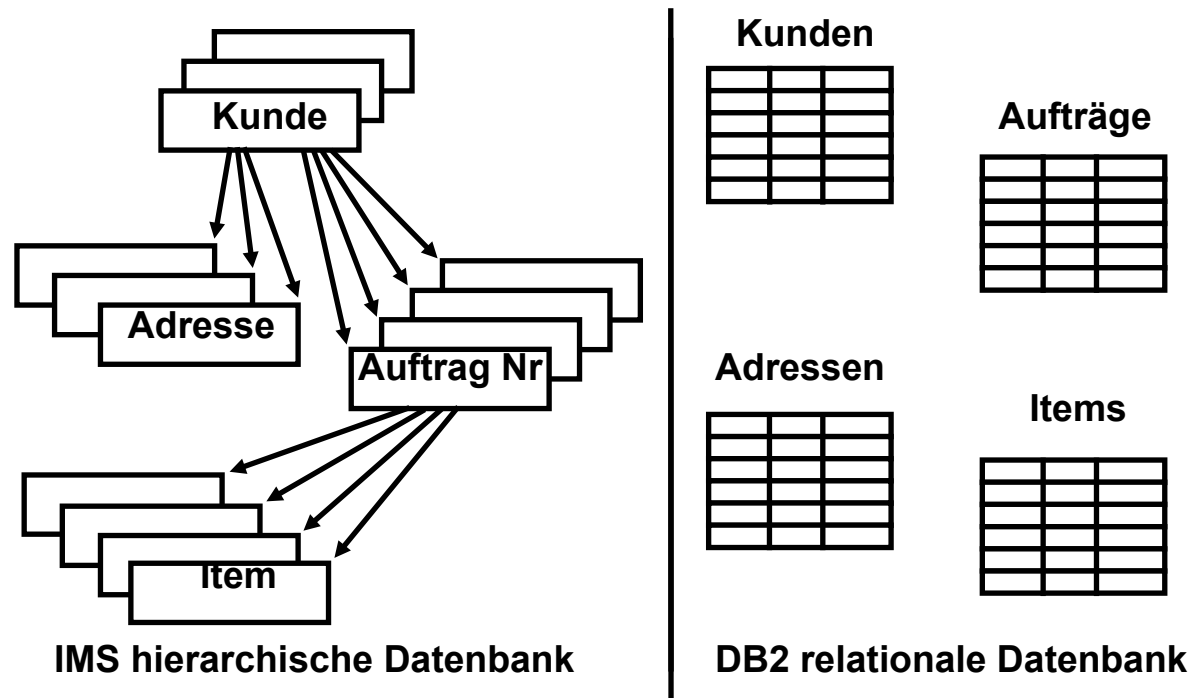 Kunde
Adresse
Auftrag Nr
Item
IMS hierarchische Datenbank
Kunden
Aufträge
Adressen
Items
DB2 relationale Datenbank